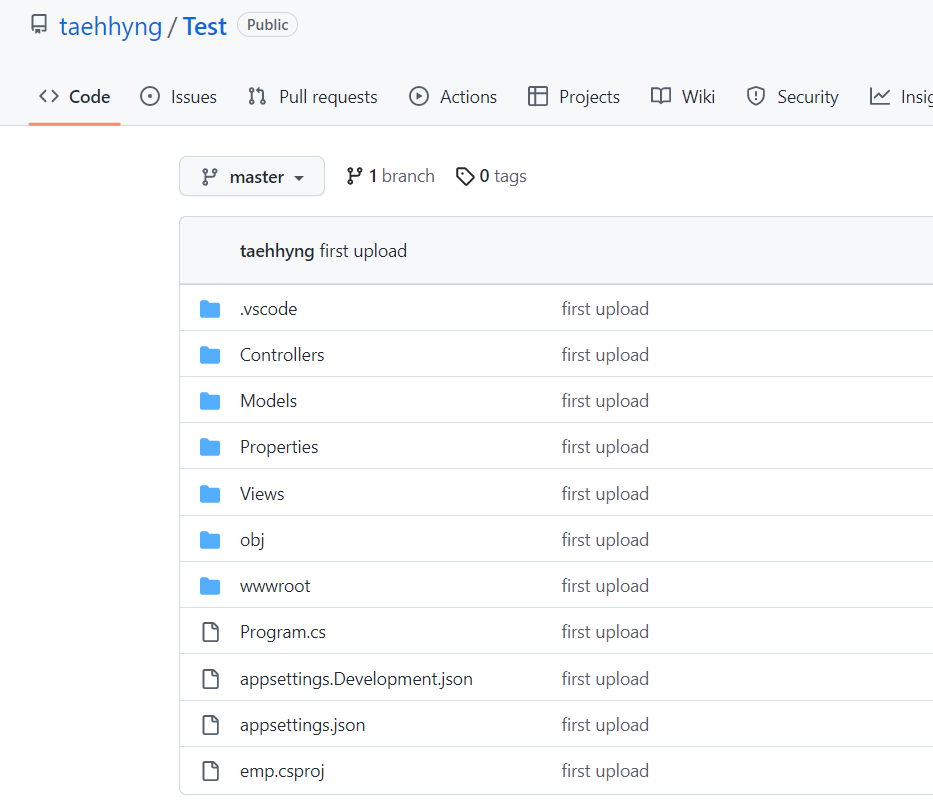 taehhyng / Test Public
Code Issues Pull requests Actions Projects Wiki Security
master 1 branch 0 tags
taehhyng first upload
.vscode first upload
Controllers first upload
Models first upload
Properties first upload
Views first upload
obj first upload
wwwroot first upload
Program.cs first upload
appsettings.Development.json first upload
appsettings.json first upload
emp.csproj first upload